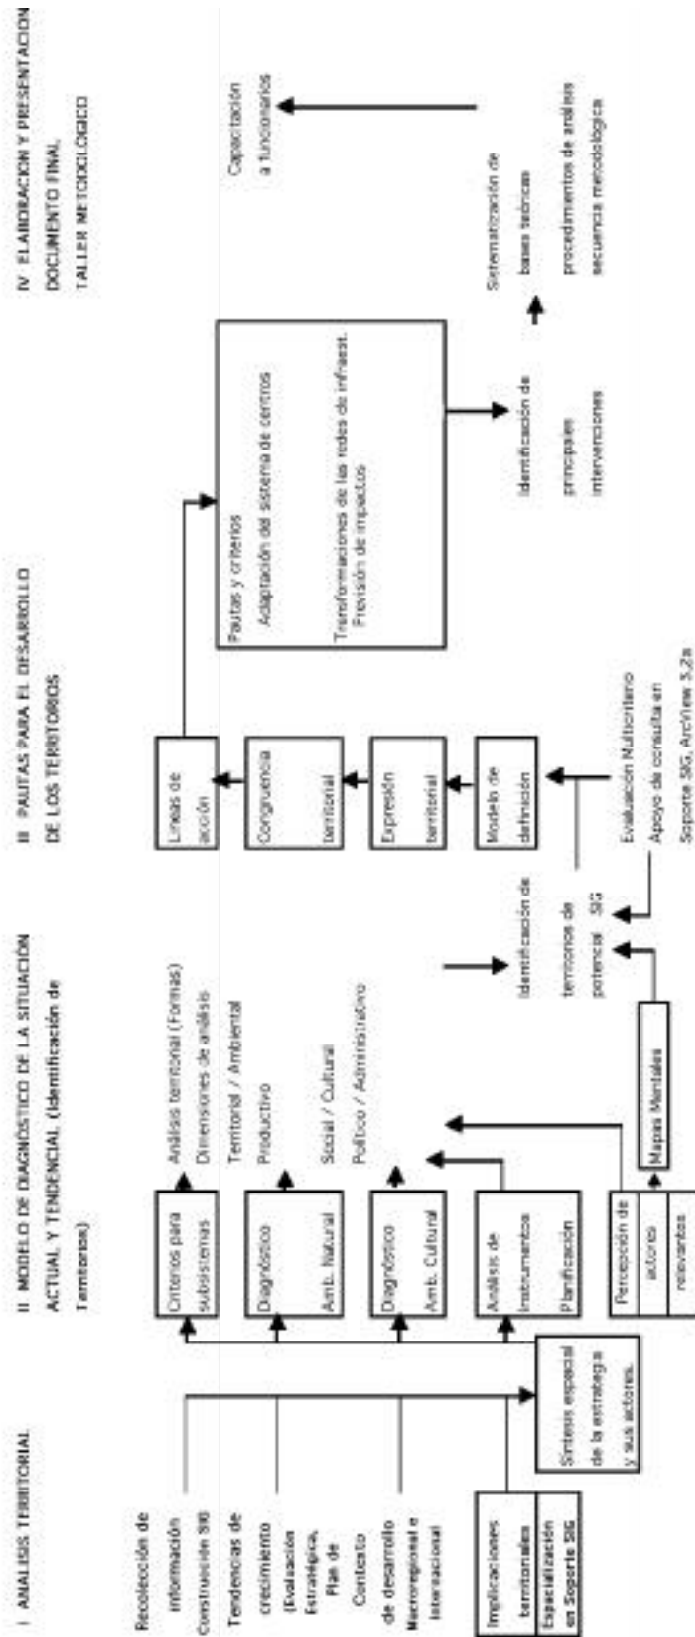 I ANALISIS TERRITORIAL
Recolección de
información
Construcción SIG
Tendencias de
crecimiento
(Evaluación
Estratégica,
Plan de
Contexto
de desarrollo
Macroregional e
Internacional
Implicaciones
territoriales
Espacialización
en Soporte SIG
Síntesis espacial
de la estrategia
y sus actores.
II MODELO DE DIAGNÓSTICO DE LA SITUACIÓN
ACTUAL Y TENDENCIAL (Identificación de
Territorios)
Criterios para
subsistemas
Diagnóstico
Amb. Natural
Diagnóstico
Amb. Cultural
Análisis de
Instrumentos
Planificación
Percepción de
actores
relevantes
Mapas Mentales
Análisis territorial (Formas)
Dimensiones de análisis
Territorial / Ambiental
Productivo
Social / Cultural
Político / Administrativo
Identificación de
territorios de
potencial SIG
III PAUTAS PARA EL DESARROLLO
DE LOS TERRITORIOS
Líneas de
acción
Congruencia
territorial
Expresión
territorial
Modelo de
definición
Evaluación Multicriterio
Apoyo de consulta en
Soporte SIG, ArcView 3.2a
Pautas y criterios
Adaptación del sistema de centros
Transformaciones de las redes de infraest.
Previsión de impactos
Identificación de
principales
intervenciones
IV ELABORACION Y PRESENTACION
DOCUMENTO FINAL
TALLER METODOLOGICO
Capacitación
a funcionarios
Sistematización de
bases teóricas
procedimientos de análisis
secuencia metodológica